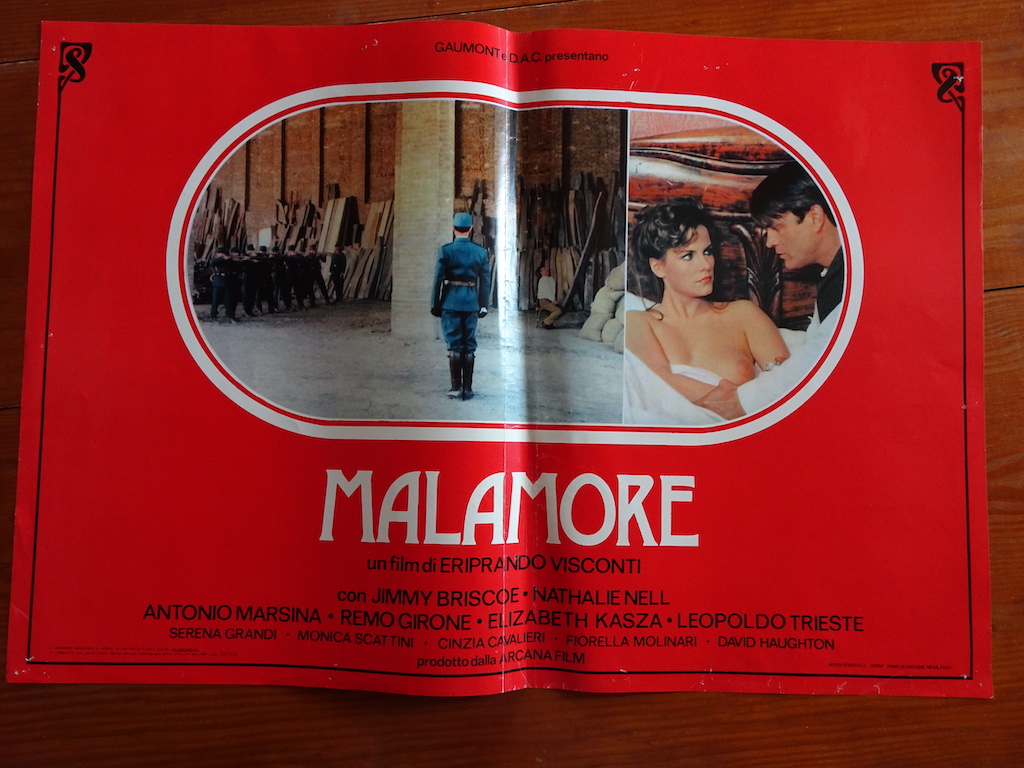 GAUMONT e D.A.C. presentano
MALAMORE
un film di ERIPRANDO VISCONTI
con JIMMY BRISCOE • NATHALIE NELL
ANTONIO MARSINA • REMO GIRONE • ELIZABETH KASZA • LEOPOLDO TRIESTE
SERENA GRANDI • MONICA SCATTINI • CINZIA CAVALIERI • FIORELLA MOLINARI • DAVID HAUGHTON
prodotto dalla ARCANA FILM